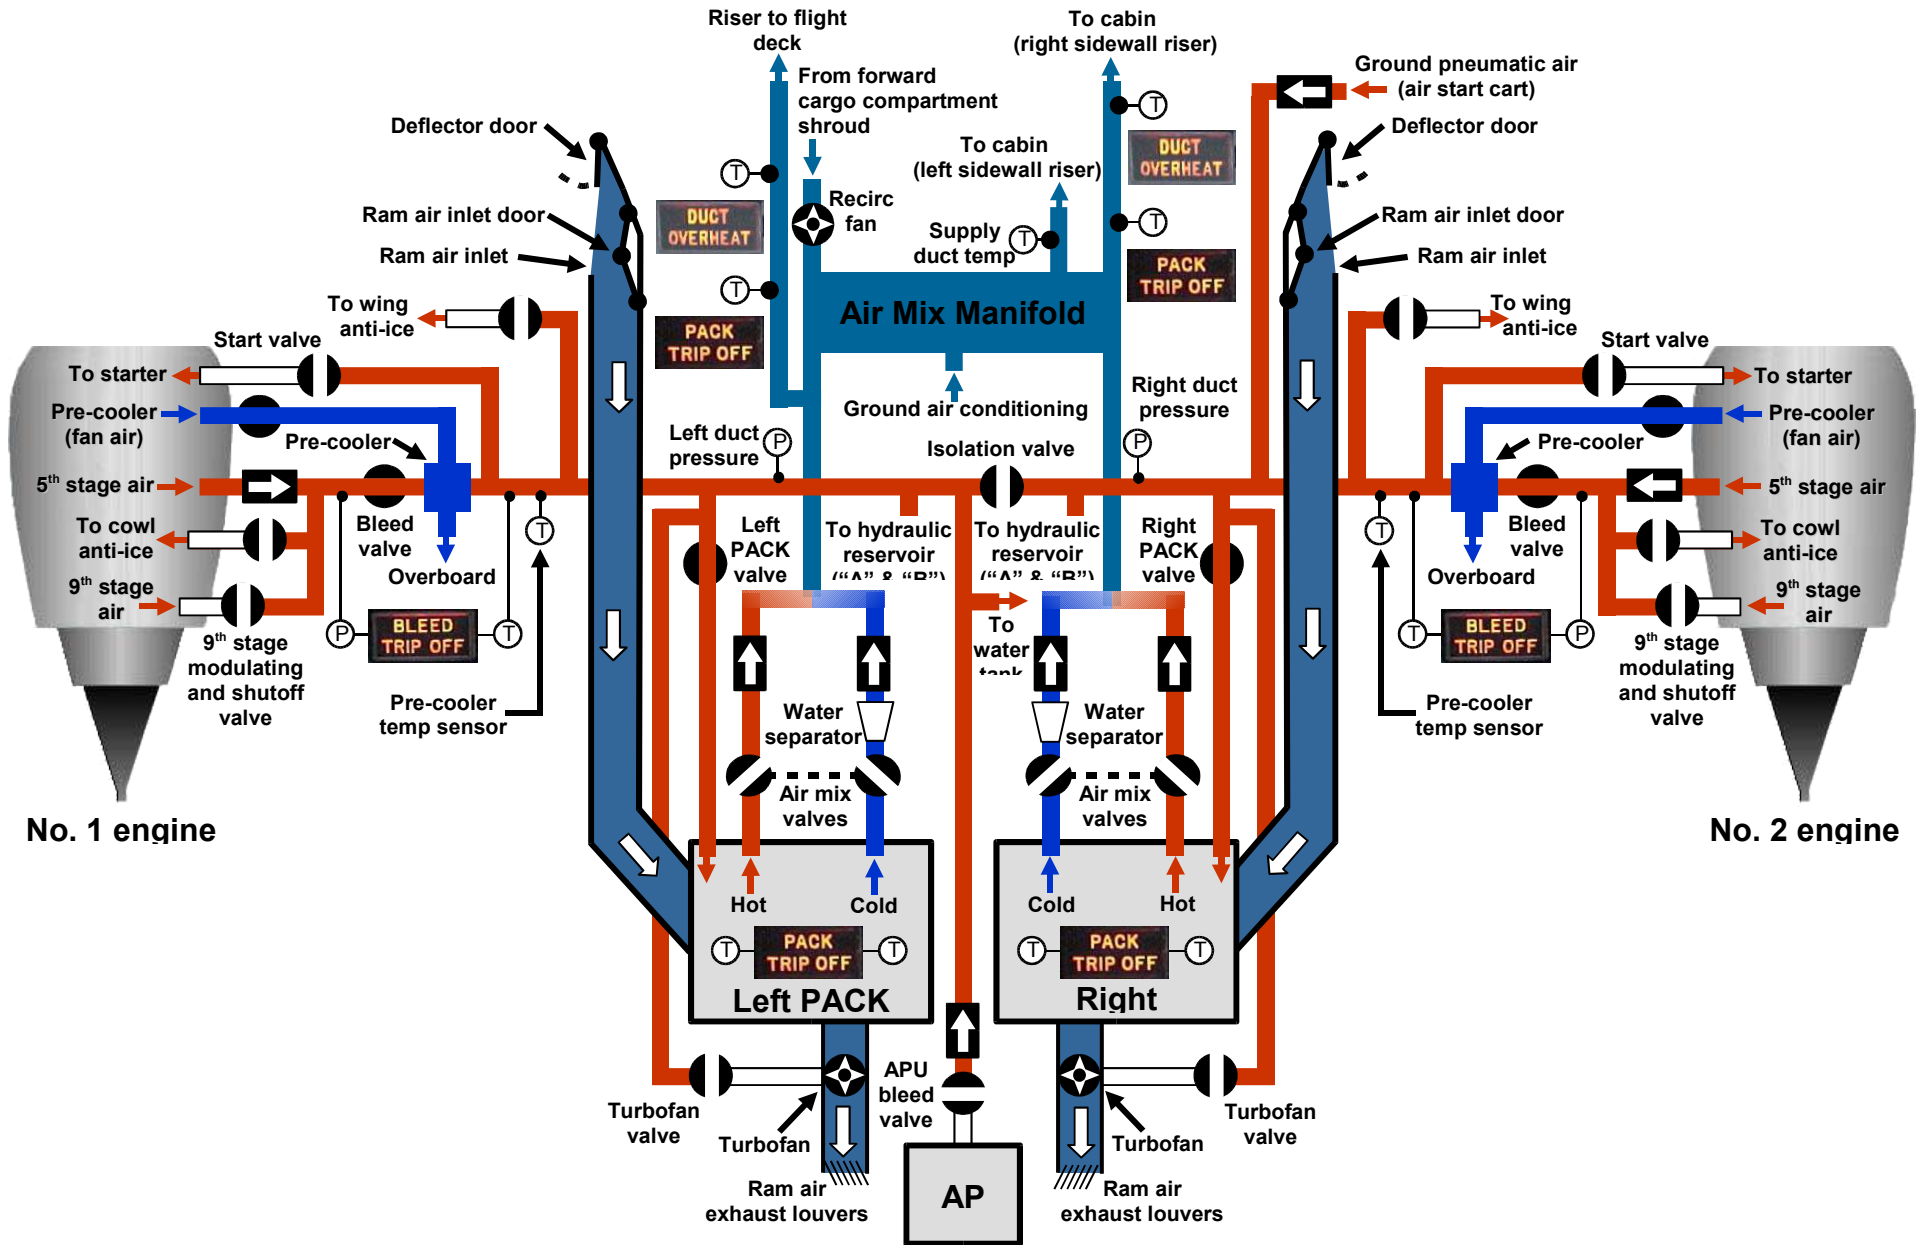 Riser to flight
deck
To cabin
(right sidewall riser)
From forward
cargo compartment
shroud
Ground pneumatic air
(air start cart)
Deflector door
Deflector door
To cabin
(left sidewall riser)
T
DUCT
OVERHEAT
T
DUCT
OVERHEAT
Recirc
fan
Ram air inlet door
Ram air inlet door
Supply
duct temp
T
T
Ram air inlet
Ram air inlet
PACK
TRIP OFF
T
PACK
TRIP OFF
Air Mix Manifold
To wing
anti-ice
To wing
anti-ice
Start valve
Start valve
To starter
To starter
Pre-cooler
(fan air)
Pre-cooler
(fan air)
Ground air conditioning
Right duct
pressure
Left duct
pressure
P
P
Isolation valve
Pre-cooler
Pre-cooler
5th stage air
5th stage air
Bleed
valve
Bleed
valve
To cowl
anti-ice
To cowl
anti-ice
T
T
Left
PACK
valve
To hydraulic
reservoir
("A" & "B")
To hydraulic
reservoir
("A" & "B")
Right
PACK
valve
Overboard
Overboard
9th stage
air
9th stage
air
P
BLEED
TRIP OFF
T
T
BLEED
TRIP OFF
P
To
water
tank
9th stage
modulating
and shutoff
valve
9th stage
modulating
and shutoff
valve
Pre-cooler
temp sensor
Pre-cooler
temp sensor
Water
separator
Water
separator
Air mix
valves
Air mix
valves
No. 1 engine
No. 2 engine
Hot
Cold
Cold
Hot
T
PACK
TRIP OFF
T
T
PACK
TRIP OFF
T
Left PACK
Right
Turbofan
valve
Turbofan
APU
bleed
valve
Turbofan
Turbofan
valve
Ram air
exhaust louvers
AP
Ram air
exhaust louvers